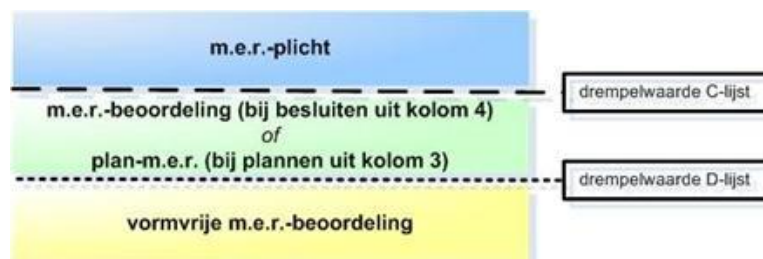 m.e.r.-plicht
drempelwaarde C-lijst
m.e.r.-beoordeling (bij besluiten uit kolom 4)
of
plan-m.e.r. (bij plannen uit kolom 3)
drempelwaarde D-lijst
vormvrije m.e.r.-beoordeling